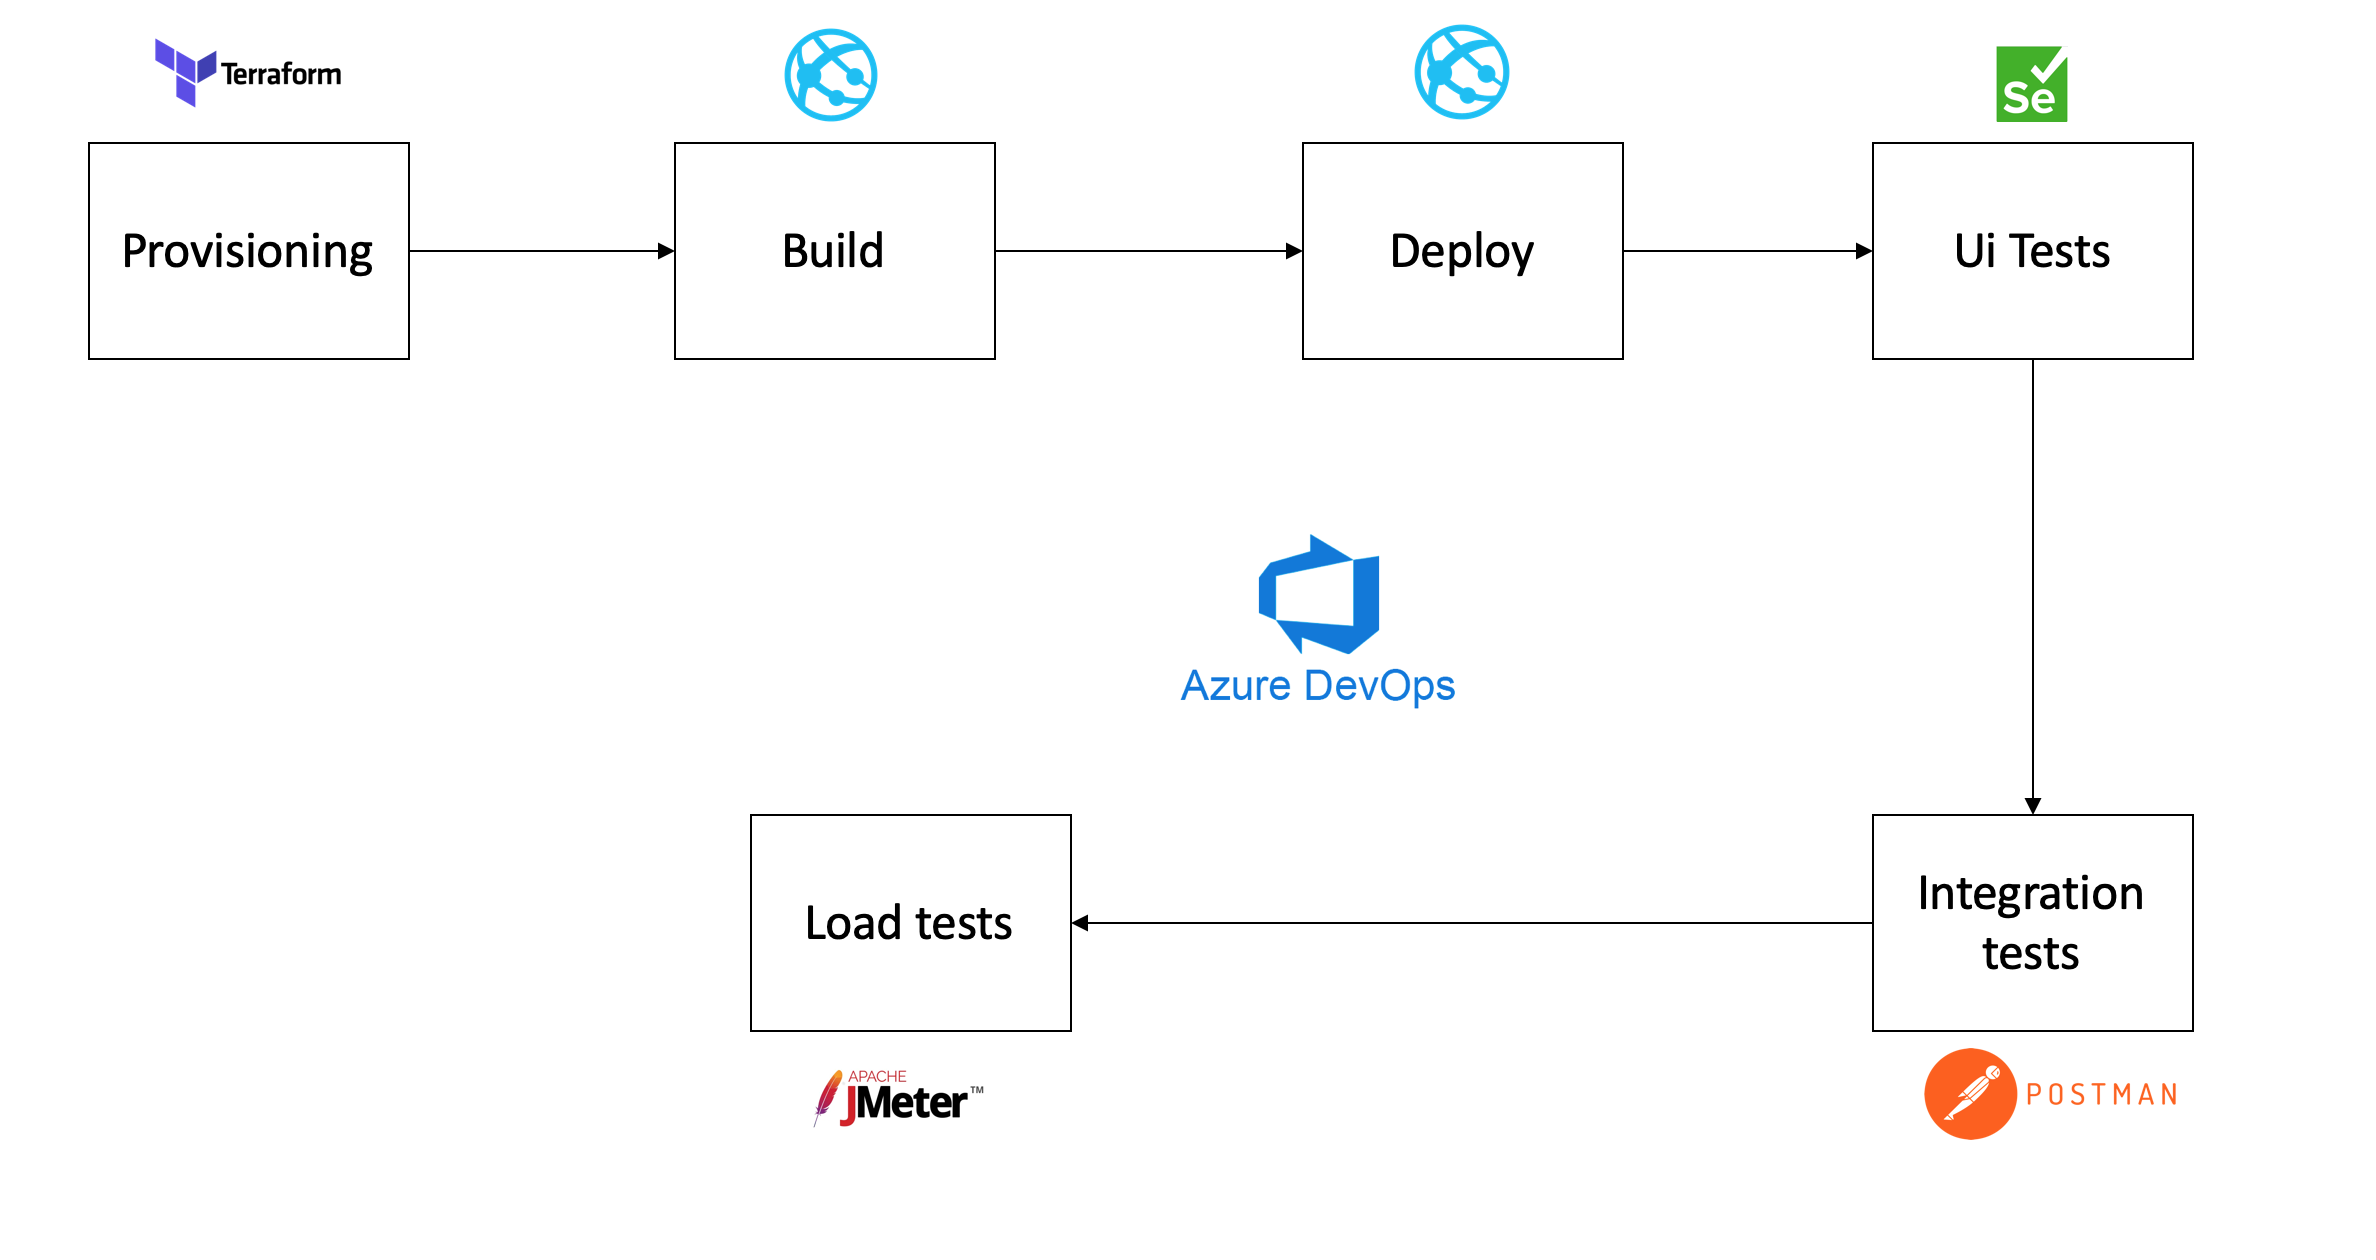 Terraform
Se
Provisioning
Build
Deploy
Ui Tests
Azure DevOps
Load tests
Integration
tests
APACHE
JMeter™
POSTMAN